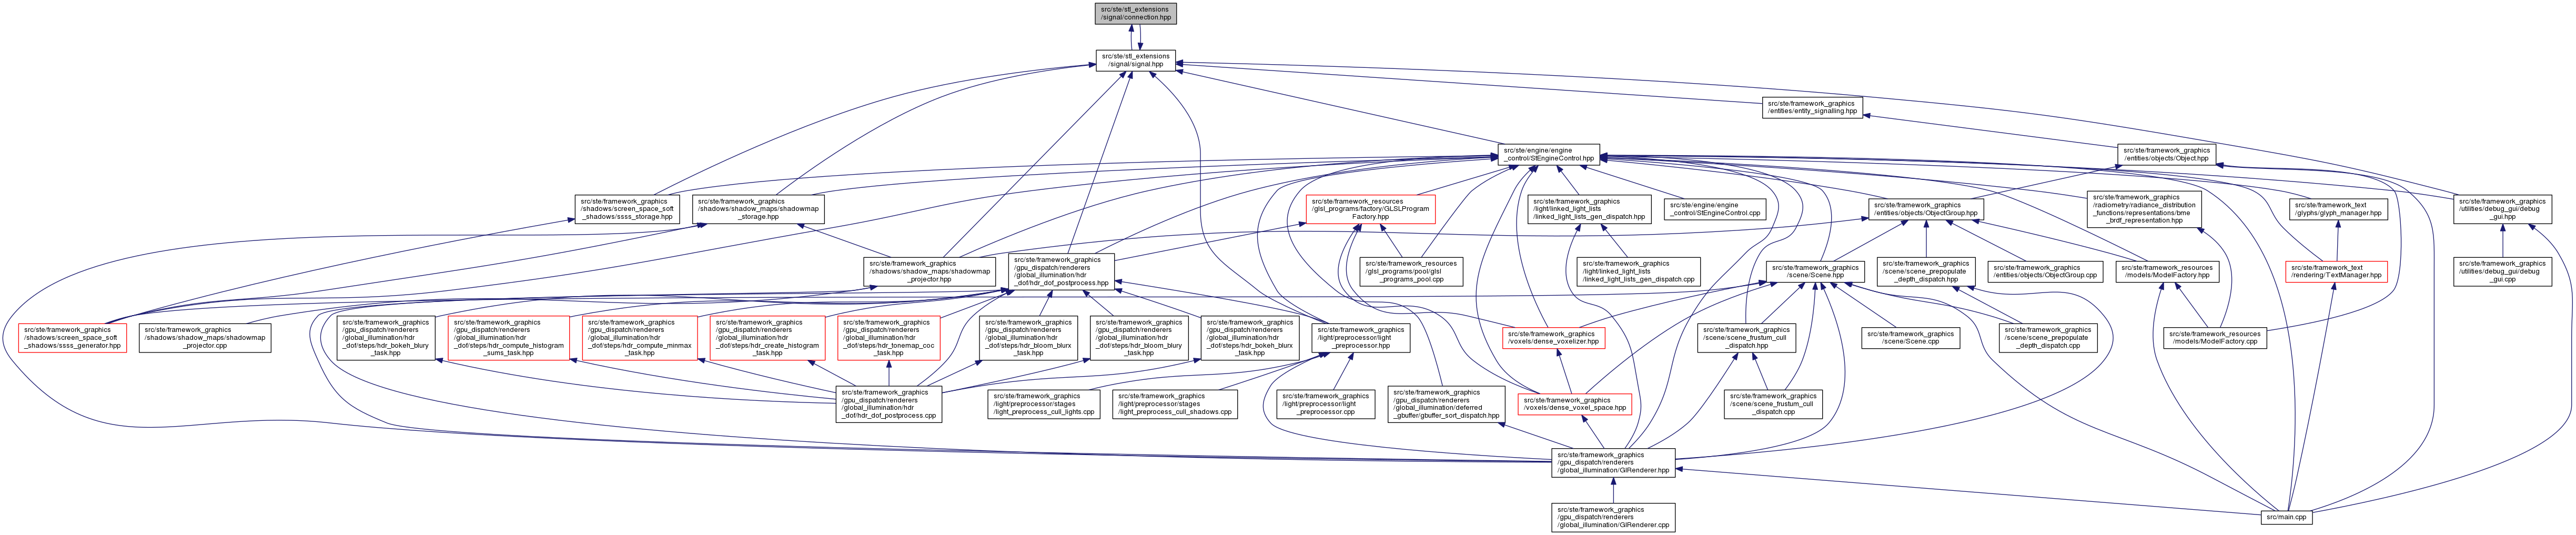 src/ste/stl_extensions
/signal/connection.hpp
src/ste/stl_extensions
/signal/signal.hpp
src/ste/framework_graphics
/entities/entity_signalling.hpp
src/ste/engine/engine
_control/StEngineControl.hpp
src/ste/framework_graphics
/entities/objects/Object.hpp
src/ste/framework_graphics
/shadows/screen_space_soft
_shadows/ssss_storage.hpp
src/ste/framework_graphics
/shadows/shadow_maps/shadowmap
_storage.hpp
src/ste/framework_resources
/glsl_programs/factory/GLSLProgram
Factory.hpp
src/ste/framework_graphics
/light/linked_light_lists
/linked_light_lists_gen_dispatch.hpp
src/ste/engine/engine
_control/StEngineControl.cpp
src/ste/framework_graphics
/entities/objects/ObjectGroup.hpp
src/ste/framework_graphics
/radiometry/radiance_distribution
_functions/representations/bme
_brdf_representation.hpp
src/ste/framework_text
/glyphs/glyph_manager.hpp
src/ste/framework_graphics
/utilities/debug_gui/debug
_gui.hpp
src/ste/framework_graphics
/shadows/shadow_maps/shadowmap
_projector.hpp
src/ste/framework_graphics
/gpu_dispatch/renderers
/global_illumination/hdr
_dof/hdr_dof_postprocess.hpp
src/ste/framework_resources
/glsl_programs/pool/glsl
_programs_pool.cpp
src/ste/framework_graphics
/light/linked_light_lists
/linked_light_lists_gen_dispatch.cpp
src/ste/framework_graphics
/scene/Scene.hpp
src/ste/framework_graphics
/scene/scene_prepopulate
_depth_dispatch.hpp
src/ste/framework_graphics
/entities/objects/ObjectGroup.cpp
src/ste/framework_resources
/models/ModelFactory.hpp
src/ste/framework_text
/rendering/TextManager.hpp
src/ste/framework_graphics
/utilities/debug_gui/debug
_gui.cpp
src/ste/framework_graphics
/shadows/screen_space_soft
_shadows/ssss_generator.hpp
src/ste/framework_graphics
/shadows/shadow_maps/shadowmap
_projector.cpp
src/ste/framework_graphics
/gpu_dispatch/renderers
/global_illumination/hdr
_dof/steps/hdr_bokeh_blury
_task.hpp
src/ste/framework_graphics
/gpu_dispatch/renderers
/global_illumination/hdr
_dof/steps/hdr_compute_histogram
_sums_task.hpp
src/ste/framework_graphics
/gpu_dispatch/renderers
/global_illumination/hdr
_dof/steps/hdr_compute_minmax
_task.hpp
src/ste/framework_graphics
/gpu_dispatch/renderers
/global_illumination/hdr
_dof/steps/hdr_create_histogram
_task.hpp
src/ste/framework_graphics
/gpu_dispatch/renderers
/global_illumination/hdr
_dof/steps/hdr_tonemap_coc
_task.hpp
src/ste/framework_graphics
/gpu_dispatch/renderers
/global_illumination/hdr
_dof/steps/hdr_bloom_blurx
_task.hpp
src/ste/framework_graphics
/gpu_dispatch/renderers
/global_illumination/hdr
_dof/steps/hdr_bloom_blury
_task.hpp
src/ste/framework_graphics
/gpu_dispatch/renderers
/global_illumination/hdr
_dof/steps/hdr_bokeh_blurx
_task.hpp
src/ste/framework_graphics
/light/preprocessor/light
_preprocessor.hpp
src/ste/framework_graphics
/voxels/dense_voxelizer.hpp
src/ste/framework_graphics
/scene/scene_frustum_cull
_dispatch.hpp
src/ste/framework_graphics
/scene/Scene.cpp
src/ste/framework_graphics
/scene/scene_prepopulate
_depth_dispatch.cpp
src/ste/framework_resources
/models/ModelFactory.cpp
src/ste/framework_graphics
/gpu_dispatch/renderers
/global_illumination/hdr
_dof/hdr_dof_postprocess.cpp
src/ste/framework_graphics
/light/preprocessor/stages
/light_preprocess_cull_lights.cpp
src/ste/framework_graphics
/light/preprocessor/stages
/light_preprocess_cull_shadows.cpp
src/ste/framework_graphics
/light/preprocessor/light
_preprocessor.cpp
src/ste/framework_graphics
/gpu_dispatch/renderers
/global_illumination/deferred
_gbuffer/gbuffer_sort_dispatch.hpp
src/ste/framework_graphics
/voxels/dense_voxel_space.hpp
src/ste/framework_graphics
/scene/scene_frustum_cull
_dispatch.cpp
src/ste/framework_graphics
/gpu_dispatch/renderers
/global_illumination/GIRenderer.hpp
src/ste/framework_graphics
/gpu_dispatch/renderers
/global_illumination/GIRenderer.cpp
src/main.cpp